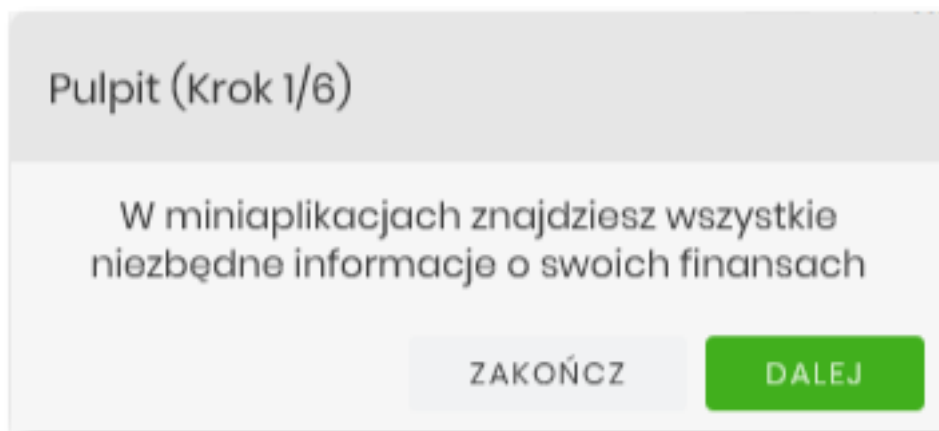 Pulpit (Krok 1/6)
W miniaplikacjach znajdziesz wszystkie
niezbędne informacje o swoich finansach
ZAKOŃCZ
DALEJ